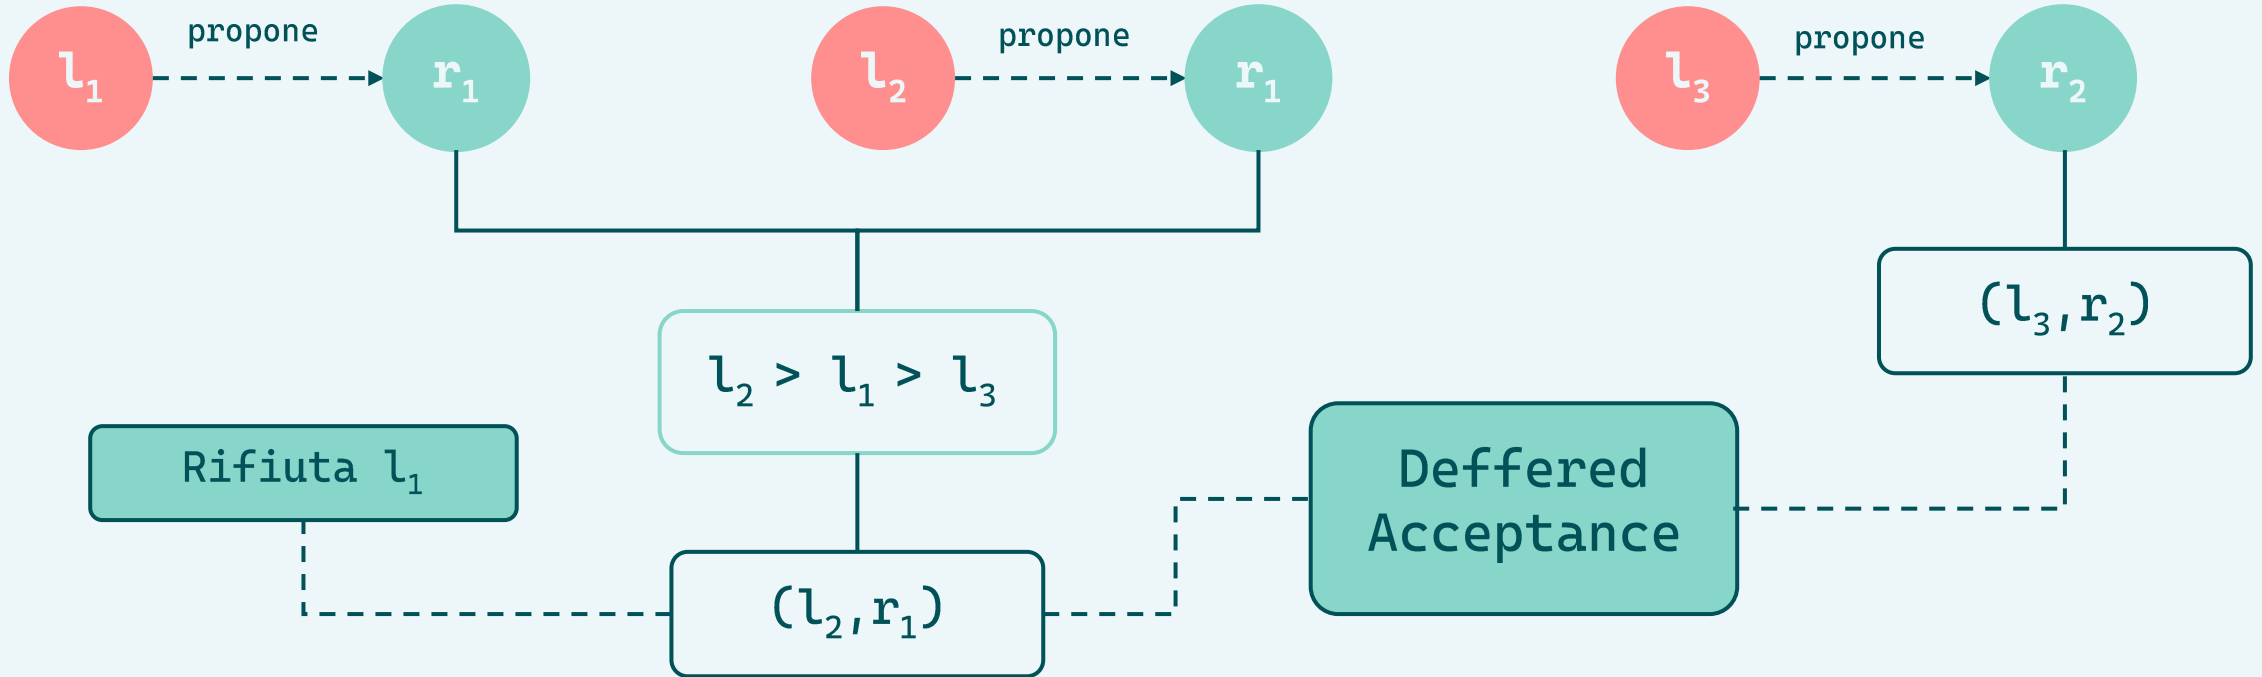 propone
propone
propone
l₁ r₁ l₂ r₁ l₃ r₂
(l₃,r₂)
l₂ > l₁ > l₃
Rifiuta l₁
Deffered
Acceptance
(l₂,r₁)